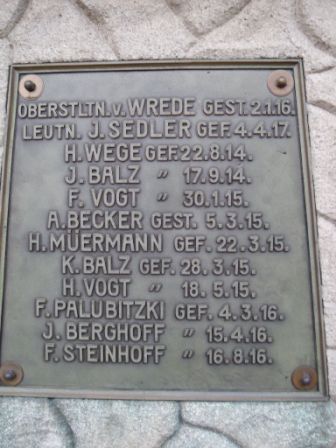 OBERSTLTN. v. WREDE GEST. 2.1.16.
LEUTN. J. SEDLER GEF. 4.4.17.
H. WEGE GEF. 22.8.14.
J. BALZ " 17.9.14.
F. VOGT " 30.1.15.
A. BECKER GEST. 5.3.15.
H. MÜERMANN GEF. 22.3.15.
K. BALZ GEF. 28.3.15.
H. VOGT " 18.5.15.
F. PALUBITZKI GEF. 4.3.16.
J. BERGHOFF " 15.4.16.
F. STEINHOFF " 16.8.16.